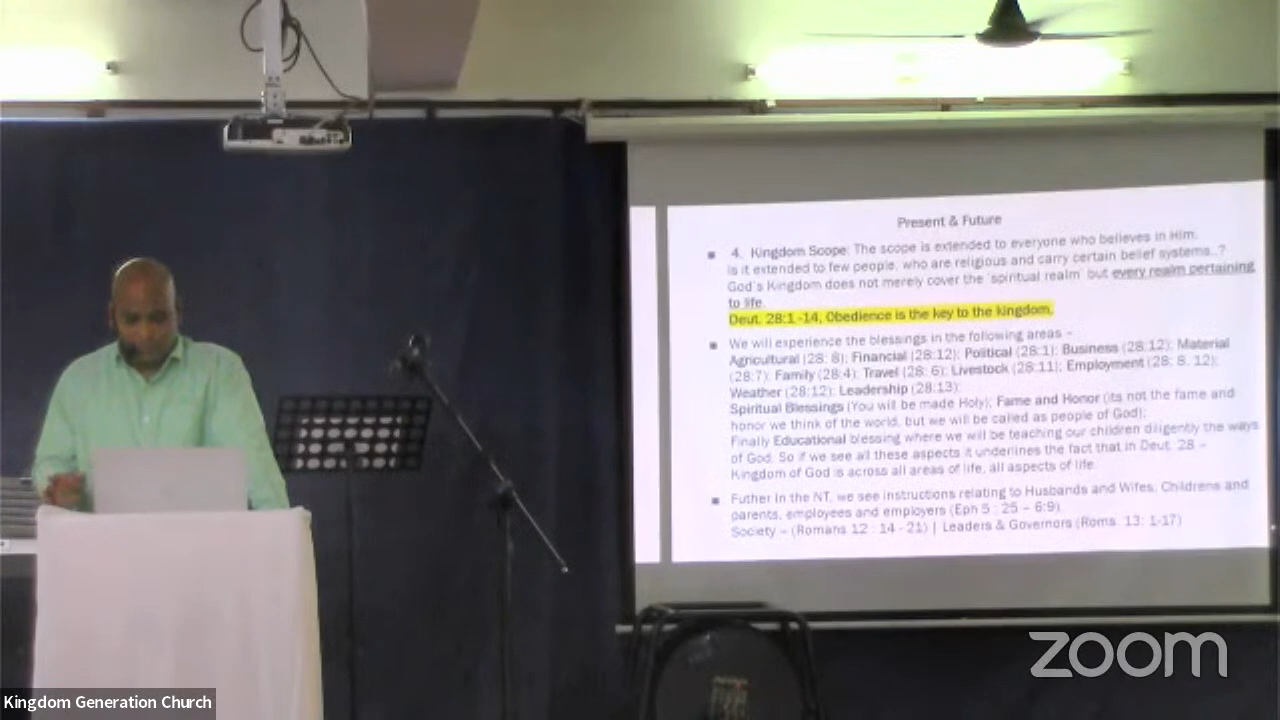 Present & Future
4. Kingdom Scope: The scope is extended to everyone who believes in Him.
Is it extended to few people, who are religious and carry certain belief systems..?
God's Kingdom does not merely cover the 'spiritual realm' but every realm pertaining
to life.
Deut. 28:1 -14, Obedience is the key to the kingdom.
We will experience the blessings in the following areas –
Agricultural (28: 8); Financial (28:12); Political (28:1); Business (28:12); Material
(28:7); Family (28:4); Travel (28: 6); Livestock (28:11); Employment (28: 8, 12);
Weather (28:12); Leadership (28:13);
Spiritual Blessings (You will be made Holy); Fame and Honor (its not the fame and
honor we think of the world, but we will be called as people of God);
Finally Educational blessing where we will be teaching our children diligently the ways
of God. So if we see all these aspects it underlines the fact that in Deut. 28 –
Kingdom of God is across all areas of life, all aspects of life.
Futher in the NT, we see instructions relating to Husbands and Wifes, Childrens and
parents, employees and employers (Eph 5 : 25 – 6:9)
Society – (Romans 12 : 14 - 21) | Leaders & Governors (Roms. 13: 1-17)
zoom
Kingdom Generation Church